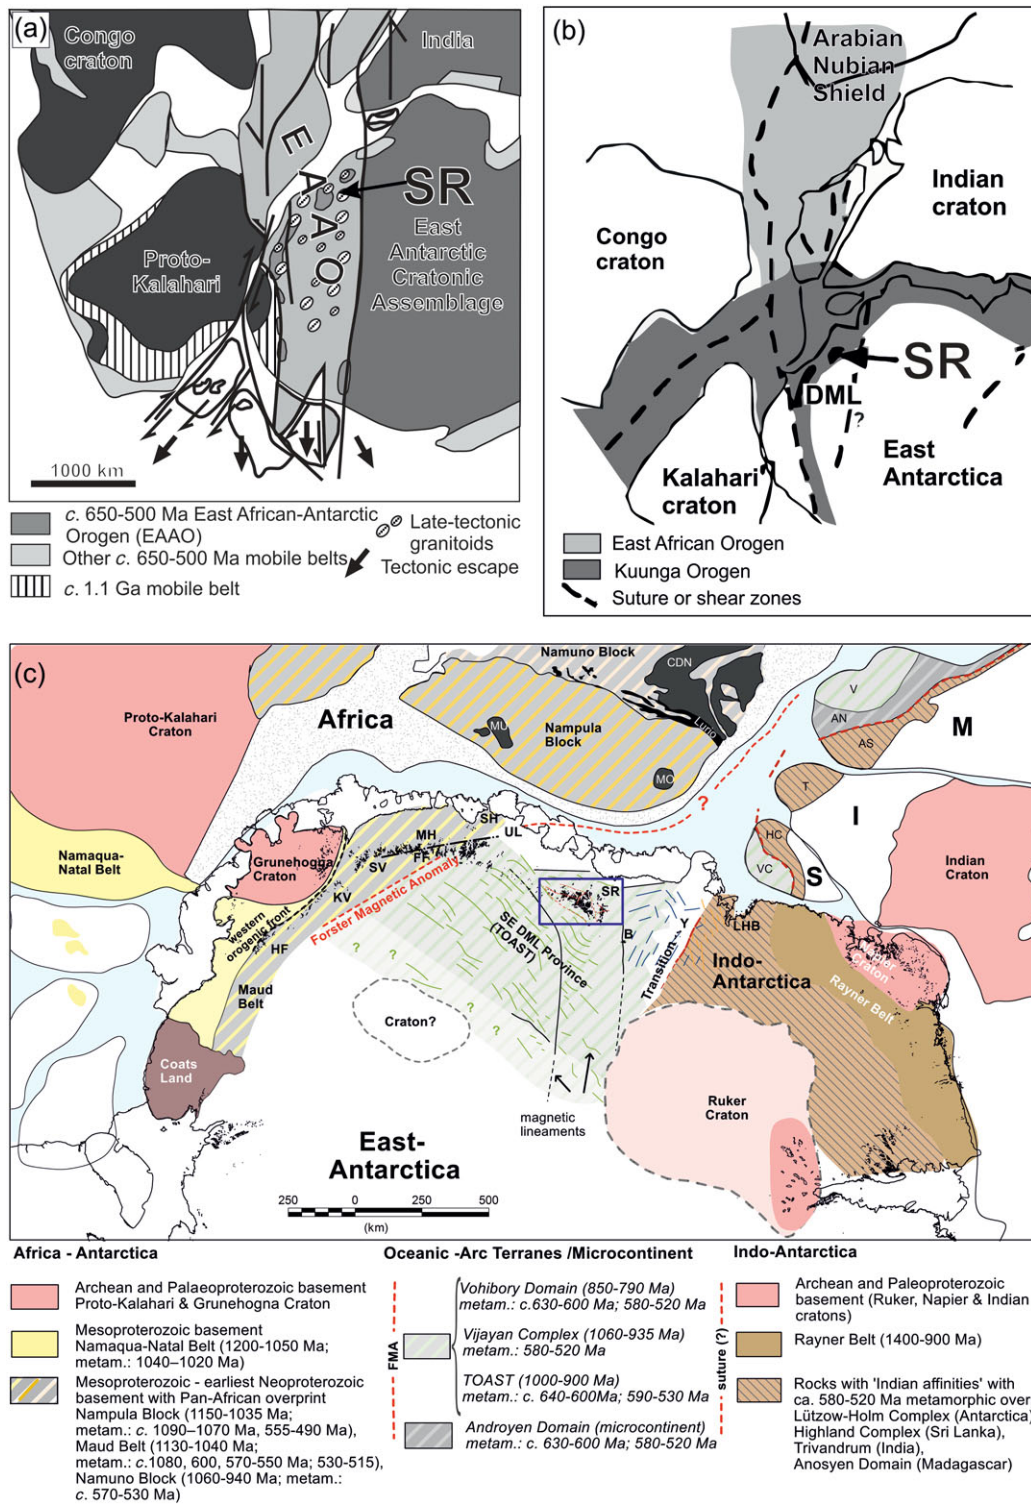 (a)
Congo
craton
India
E
A
A
O
SR
East
Antarctic
Cratonic
Assemblage
Proto-
Kalahari
1000 km
c. 650-500 Ma East African-Antarctic
Orogen (EAAO)
Other c. 650-500 Ma mobile belts
c. 1.1 Ga mobile belt
Late-tectonic
granitoids
Tectonic escape
(b)
Arabian
Nubian
Shield
Indian
craton
Congo
craton
?
SR
DML
?
East
Antarctica
Kalahari
craton
East African Orogen
Kuunga Orogen
Suture or shear zones
(c)
Namuno Block
CDN
Proto-Kalahari
Craton
Africa
MU
Nampula
Block
Lurio
MO
V
AN
AS
M
T
I
HC
VC
S
Indian
Craton
?
Namaqua-
Natal Belt
Grunehogga
Craton
SH
MH
UL
FF
SV
KV
Forster Magnetic Anomaly
western
orogenic front
HF
Maud
Belt
SR
SE DML Province
(TOAST)
B
Transition
Y
LHB
Indo-
Antarctica
Napier
Craton
Rayner Belt
?
?
?
Craton?
Coats
Land
Ruker
Craton
magnetic
lineaments
East-
Antarctica
250 0 250 500
(km)
Africa - Antarctica
Archean and Palaeoproterozoic basement
Proto-Kalahari & Grunehogna Craton
Mesoproterozoic basement
Namaqua-Natal Belt (1200-1050 Ma;
metam.: 1040–1020 Ma)
Mesoproterozoic - earliest Neoproterozoic
basement with Pan-African overprint
Nampula Block (1150-1035 Ma;
metam.: c. 1090–1070 Ma, 555-490 Ma),
Maud Belt (1130-1040 Ma;
metam.: c.1080, 600, 570-550 Ma; 530-515),
Namuno Block (1060-940 Ma; metam.:
c. 570-530 Ma)
Oceanic -Arc Terranes /Microcontinent
FMA
Vohibory Domain (850-790 Ma)
metam.: c.630-600 Ma; 580-520 Ma)
Vijayan Complex (1060-935 Ma)
metam.: 580-520 Ma
TOAST (1000-900 Ma)
metam.: c. 640-600Ma; 590-530 Ma)
Androyen Domain (microcontinent)
metam.: c. 630-600 Ma; 580-520 Ma
suture (?)
Indo-Antarctica
Archean and Paleoproterozoic
basement (Ruker, Napier & Indian
cratons)
Rayner Belt (1400-900 Ma)
Rocks with 'Indian affinities' with
ca. 580-520 Ma metamorphic over
Lützow-Holm Complex (Antarctica)
Highland Complex (Sri Lanka),
Trivandrum (India),
Anosyen Domain (Madagascar)